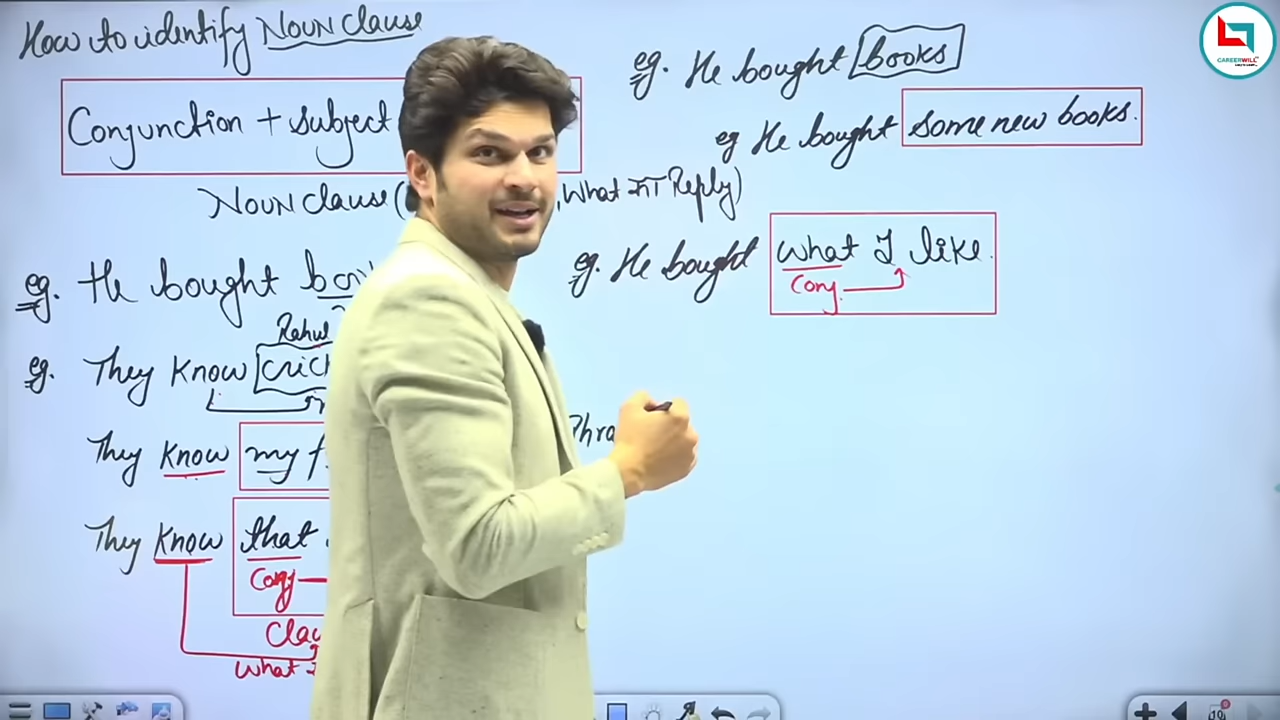 How to identify Noun clause
Conjunction + subject
Noun clause (
, What का Reply)
eg. He bought
Rahul
eg. They Know
They Know my
They Know that
Conj
Clau
What
eg. He bought books
eg He bought some new books.
eg. He bought what I like.
Conj.
Phra
CAREERWILL
10